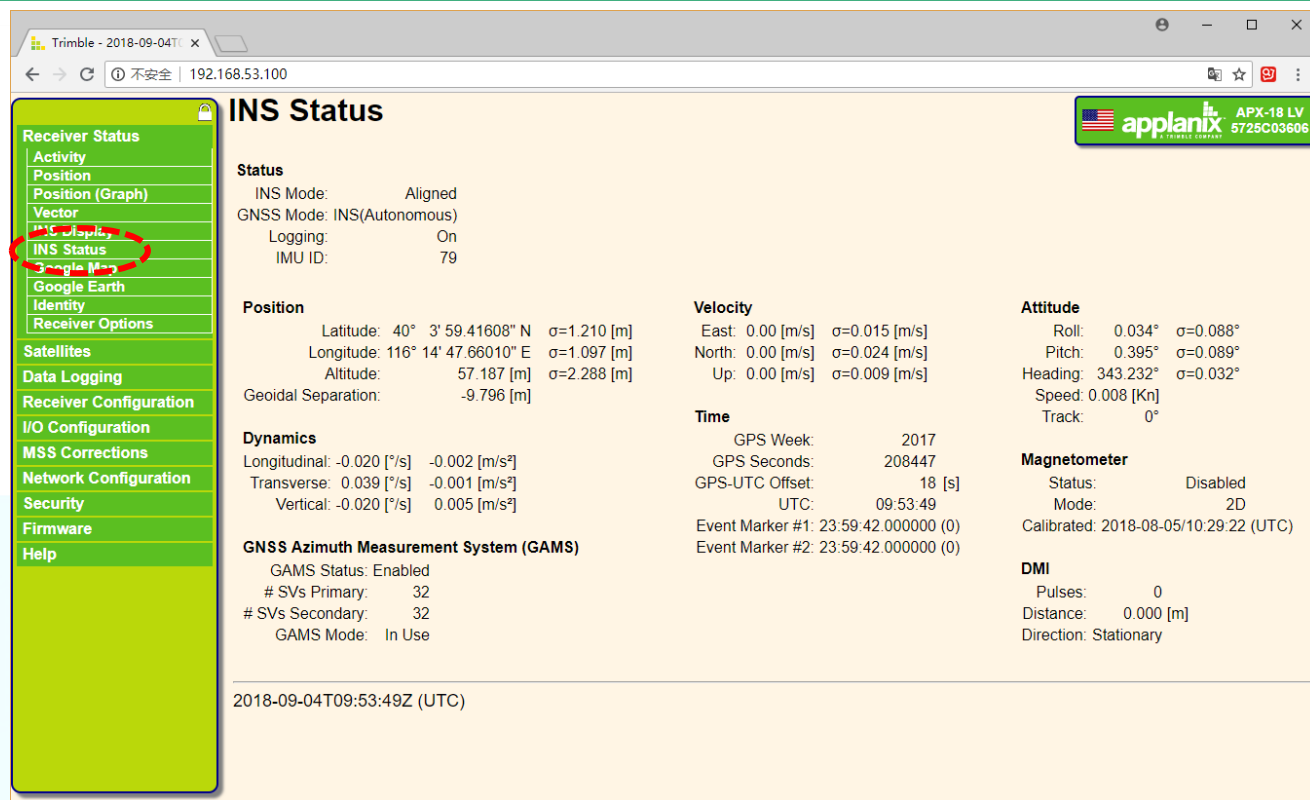 Trimble - 2018-09-04T
不安全 | 192.168.53.100
Receiver Status
Activity
Position
Position (Graph)
Vector
INS Display
INS Status
Google Map
Google Earth
Identity
Receiver Options
Satellites
Data Logging
Receiver Configuration
I/O Configuration
MSS Corrections
Network Configuration
Security
Firmware
Help
INS Status
applanix
A TRIMBLE COMPANY
APX-18 LV
5725C03606
Status
INS Mode: Aligned
GNSS Mode: INS(Autonomous)
Logging: On
IMU ID: 79
Position
Latitude: 40° 3' 59.41608" N σ=1.210 [m]
Longitude: 116° 14' 47.66010" E σ=1.097 [m]
Altitude: 57.187 [m] σ=2.288 [m]
Geoidal Separation: -9.796 [m]
Dynamics
Longitudinal: -0.020 [°/s] -0.002 [m/s²]
Transverse: 0.039 [°/s] -0.001 [m/s²]
Vertical: -0.020 [°/s] 0.005 [m/s²]
GNSS Azimuth Measurement System (GAMS)
GAMS Status: Enabled
# SVs Primary: 32
# SVs Secondary: 32
GAMS Mode: In Use
Velocity
East: 0.00 [m/s] σ=0.015 [m/s]
North: 0.00 [m/s] σ=0.024 [m/s]
Up: 0.00 [m/s] σ=0.009 [m/s]
Time
GPS Week: 2017
GPS Seconds: 208447
GPS-UTC Offset: 18 [s]
UTC: 09:53:49
Event Marker #1: 23:59:42.000000 (0)
Event Marker #2: 23:59:42.000000 (0)
Attitude
Roll: 0.034° σ=0.088°
Pitch: 0.395° σ=0.089°
Heading: 343.232° σ=0.032°
Speed: 0.008 [Kn]
Track: 0°
Magnetometer
Status: Disabled
Mode: 2D
Calibrated: 2018-08-05/10:29:22 (UTC)
DMI
Pulses: 0
Distance: 0.000 [m]
Direction: Stationary
2018-09-04T09:53:49Z (UTC)